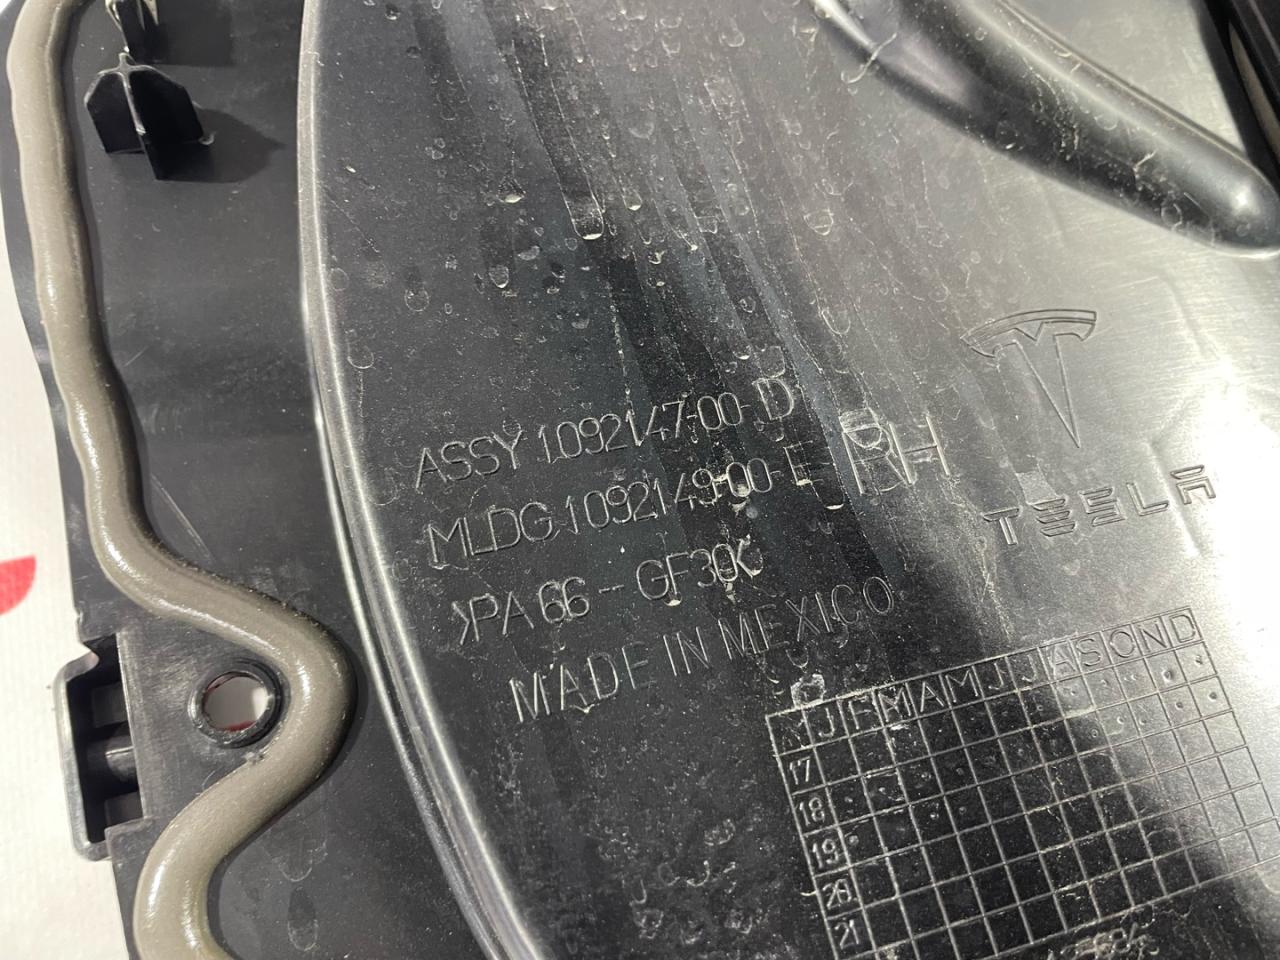 ASSY 1092147-00-D
MLDG 1092149-00-E RH
>PA 66 - GF30<
MADE IN MEXICO
TESLA
J F M A M J J A S O N D
17
18
19
20
21